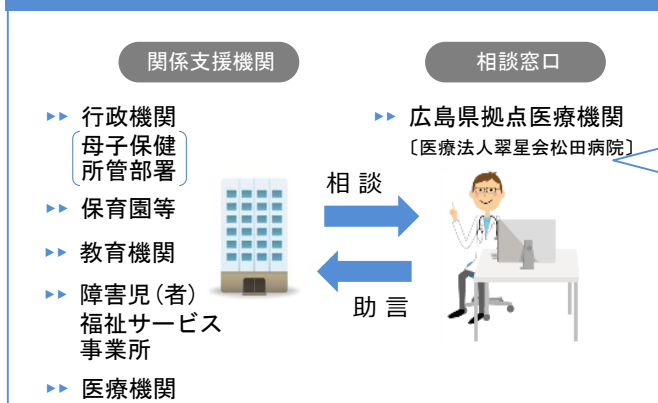 関係支援機関
行政機関
母子保健
所管部署
保育園等
教育機関
障害児（者）
福祉サービス
事業所
医療機関
相談
助言
相談窓口
広島県拠点医療機関
〔医療法人翠星会松田病院〕